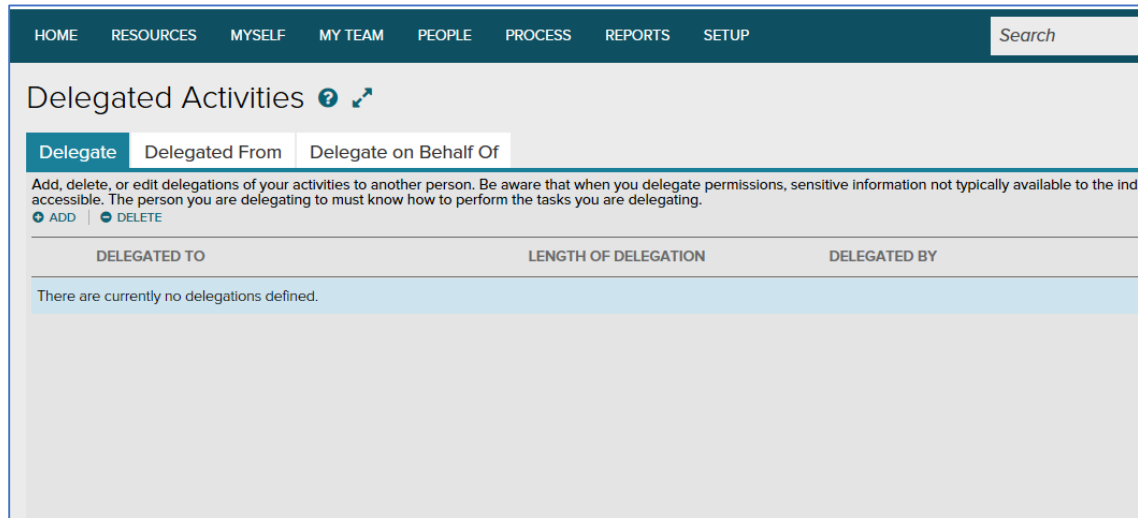 HOME RESOURCES MYSELF MY TEAM PEOPLE PROCESS REPORTS SETUP Search
Delegated Activities ?
Delegate Delegated From Delegate on Behalf Of
Add, delete, or edit delegations of your activities to another person. Be aware that when you delegate permissions, sensitive information not typically available to the ind
accessible. The person you are delegating to must know how to perform the tasks you are delegating.
ADD | DELETE
DELEGATED TO LENGTH OF DELEGATION DELEGATED BY
There are currently no delegations defined.